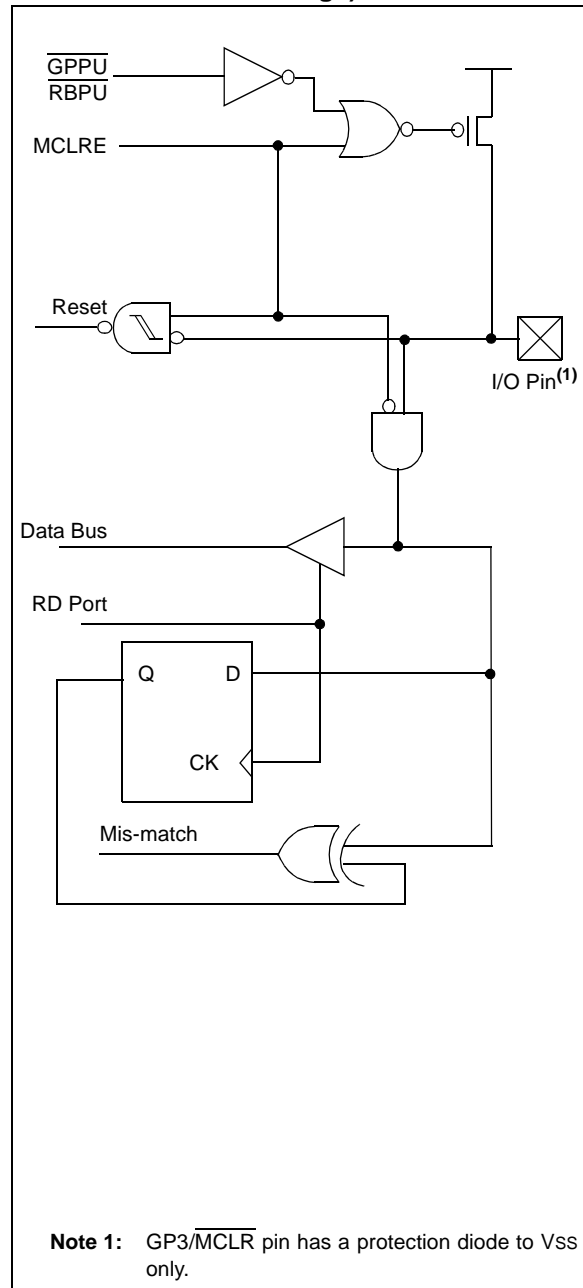 GPPU
RBPU
MCLRE
Reset
I/O Pin(1)
Data Bus
RD Port
Q D
CK
Mis-match
Note 1: GP3/MCLR pin has a protection diode to VSS
only.